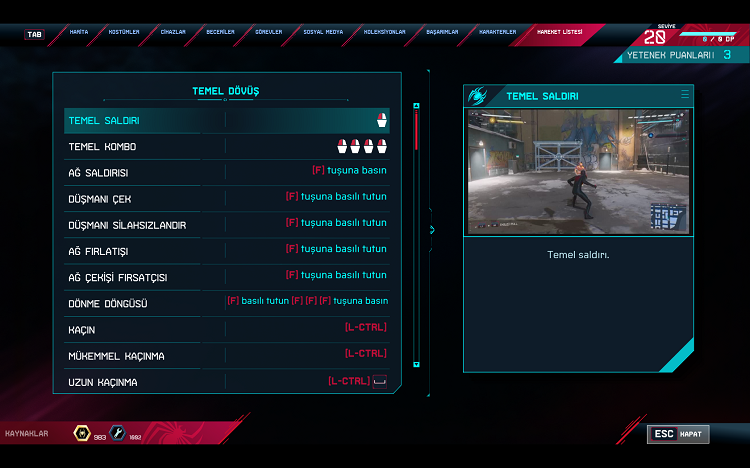 TAB
HARİTA
KOSTÜMLER
CİHAZLAR
BECERİLER
GÖREVLER
SOSYAL MEDYA
KOLEKSİYONLAR
BAŞARIMLAR
KARAKTERLER
HAREKET LİSTESİ
SEVİYE
20
0 / 0 DP
YETENEK PUANLARI 3
TEMEL DÖVÜŞ
TEMEL SALDIRI
TEMEL KOMBO
AĞ SALDIRISI [F] tuşuna basın
DÜŞMANI ÇEK [F] tuşuna basılı tutun
DÜŞMANI SİLAHSIZLANDIR [F] tuşuna basılı tutun
AĞ FIRLATIŞI [F] tuşuna basılı tutun
AĞ ÇEKİŞİ FIRSATÇISI [F] tuşuna basılı tutun
DÖNME DÖNGÜSÜ [F] basılı tutun [F] [F] [F] tuşuna basın
KAÇIN [L-CTRL]
MÜKEMMEL KAÇINMA [L-CTRL]
UZUN KAÇINMA [L-CTRL]
TEMEL SALDIRI
Temel saldırı.
KAYNAKLAR
983
1002
ESC KAPAT